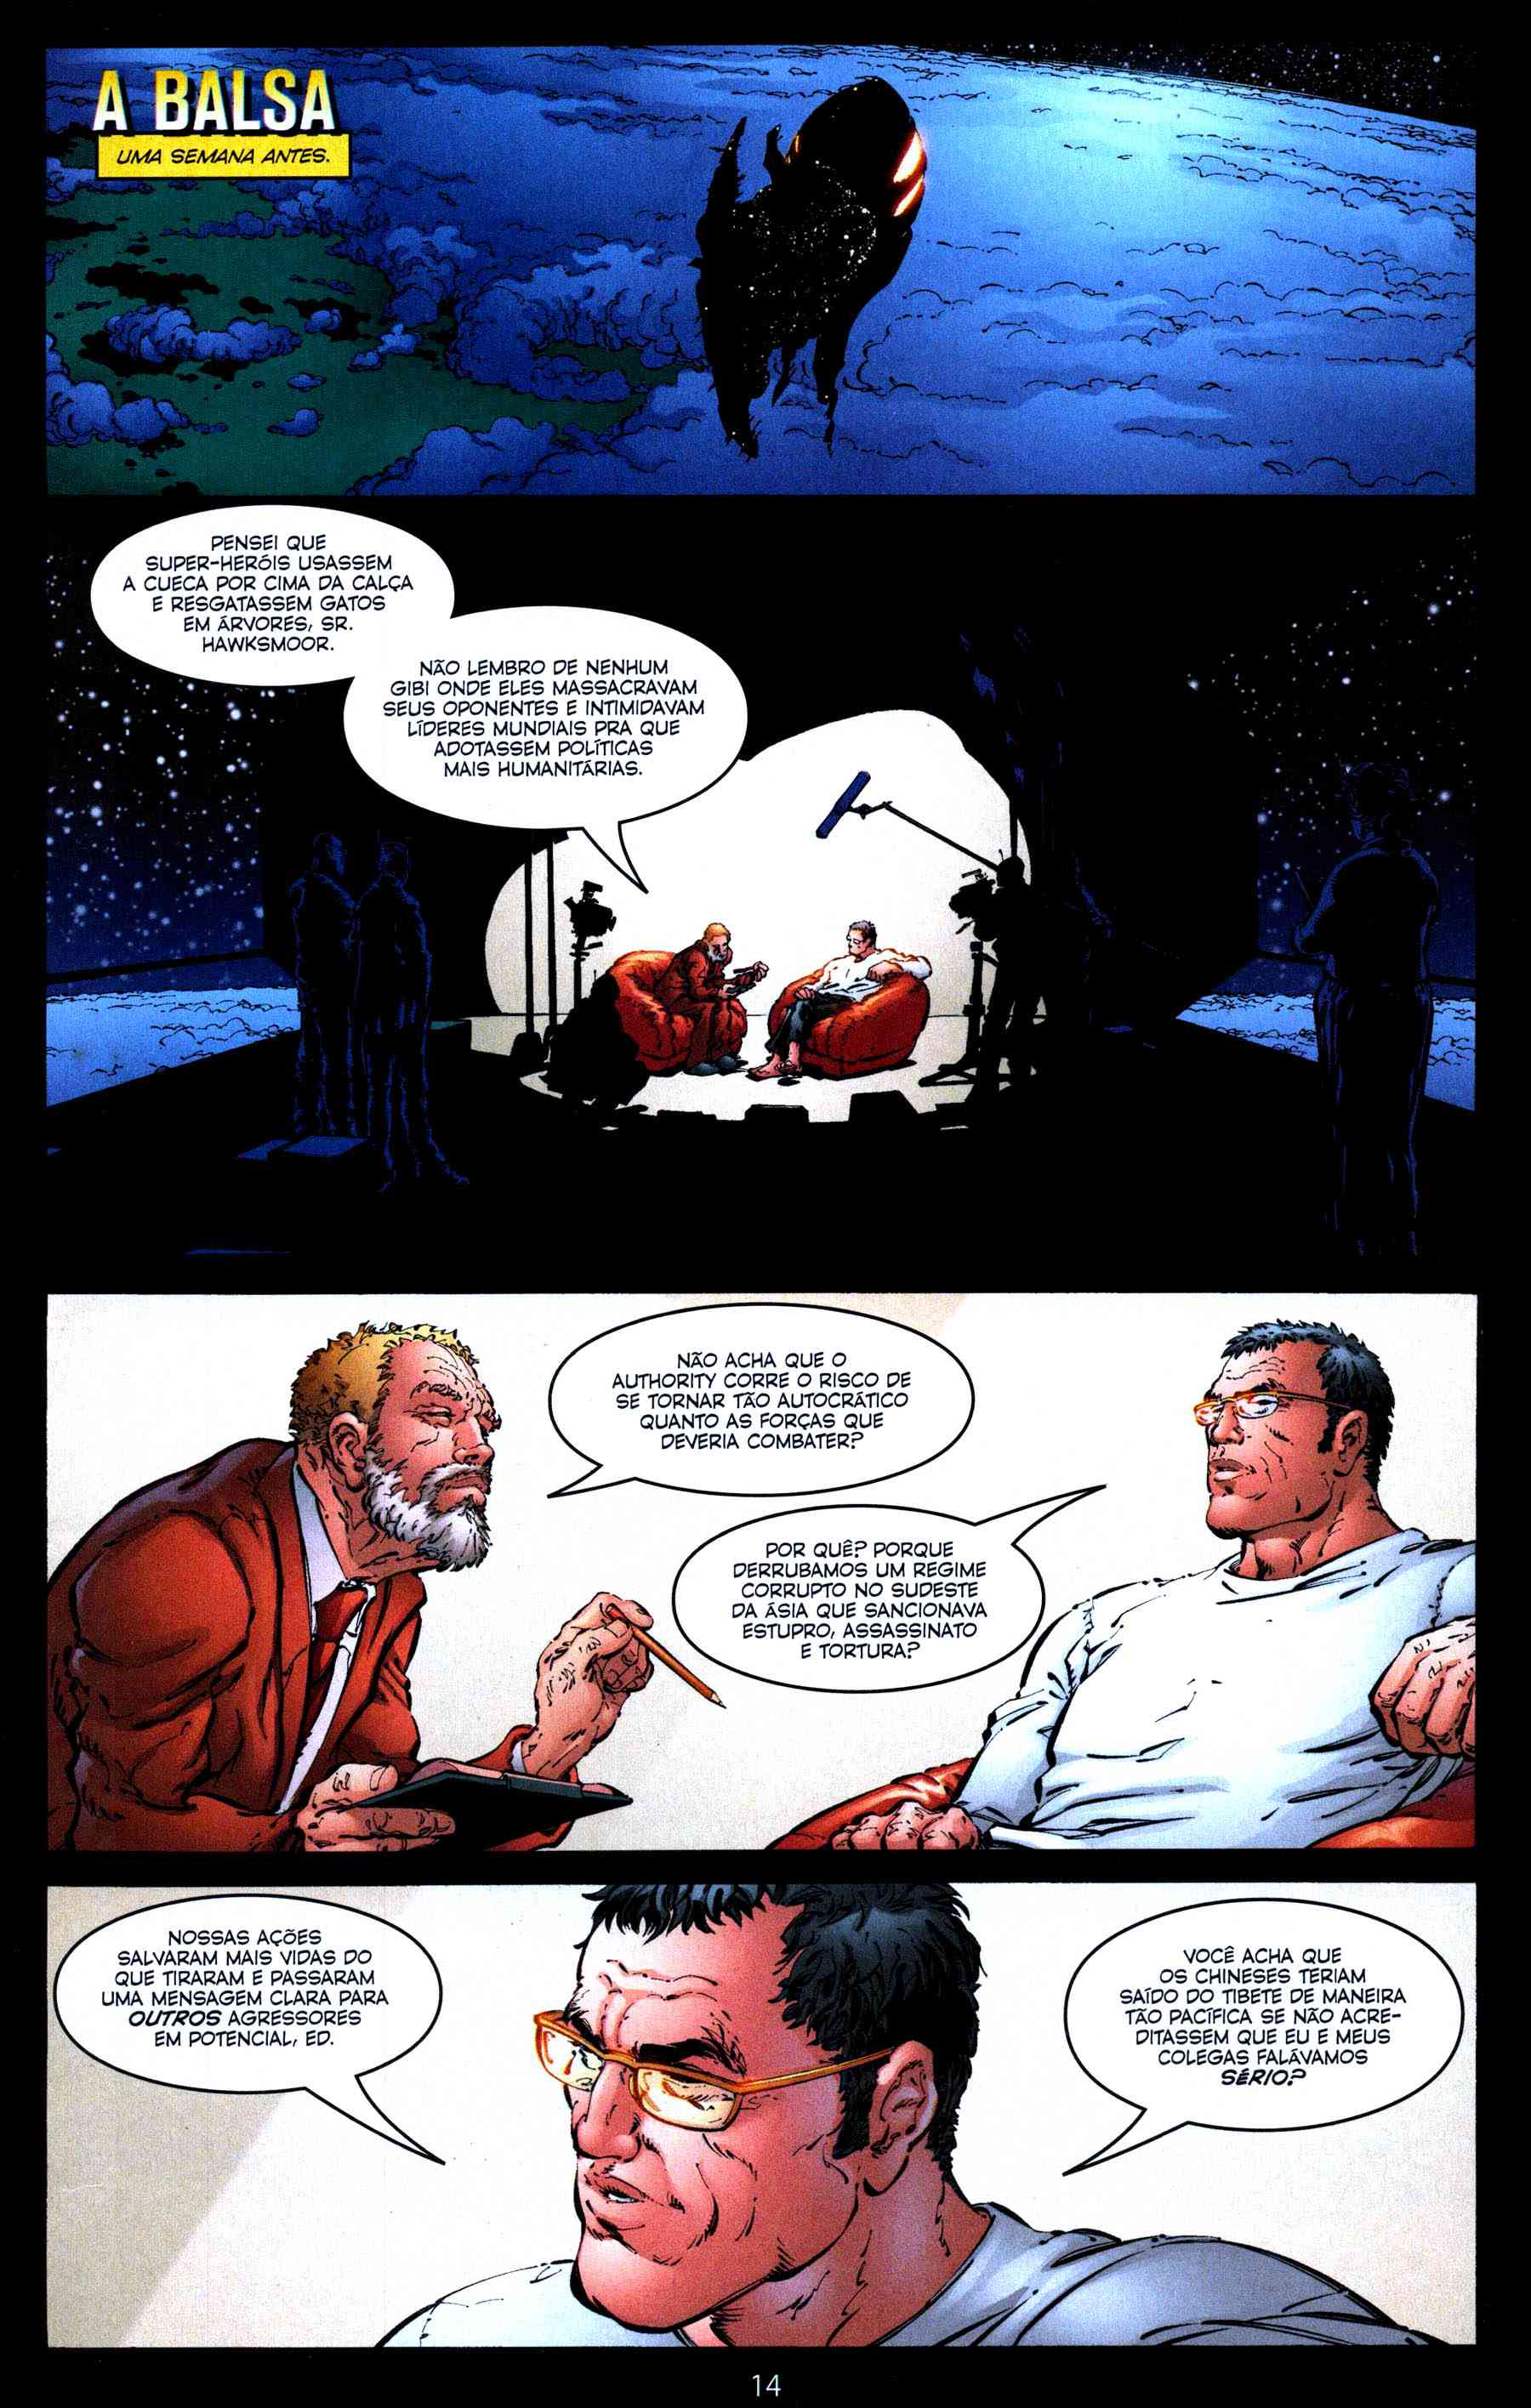 A BALSA
UMA SEMANA ANTES.
PENSEI QUE
SUPER-HERÓIS USASSEM
A CUECA POR CIMA DA CALÇA
E RESGATASSEM GATOS
EM ÁRVORES, SR.
HAWKSMOOR.
NÃO LEMBRO DE NENHUM
GIBI ONDE ELES MASSACRAVAM
SEUS OPONENTES E INTIMIDAVAM
LÍDERES MUNDIAIS PRA QUE
ADOTASSEM POLÍTICAS
MAIS HUMANITÁRIAS.
NÃO ACHA QUE O
AUTHORITY CORRE O RISCO DE
SE TORNAR TÃO AUTOCRÁTICO
QUANTO AS FORÇAS QUE
DEVERIA COMBATER?
POR QUÊ? PORQUE
DERRUBAMOS UM REGIME
CORRUPTO NO SUDESTE
DA ÁSIA QUE SANCIONAVA
ESTUPRO, ASSASSINATO
E TORTURA?
NOSSAS AÇÕES
SALVARAM MAIS VIDAS DO
QUE TIRARAM E PASSARAM
UMA MENSAGEM CLARA PARA
OUTROS AGRESSORES
EM POTENCIAL, ED.
VOCÊ ACHA QUE
OS CHINESES TERIAM
SAÍDO DO TIBETE DE MANEIRA
TÃO PACÍFICA SE NÃO ACRE-
DITASSEM QUE EU E MEUS
COLEGAS FALÁVAMOS
SÉRIO?
14